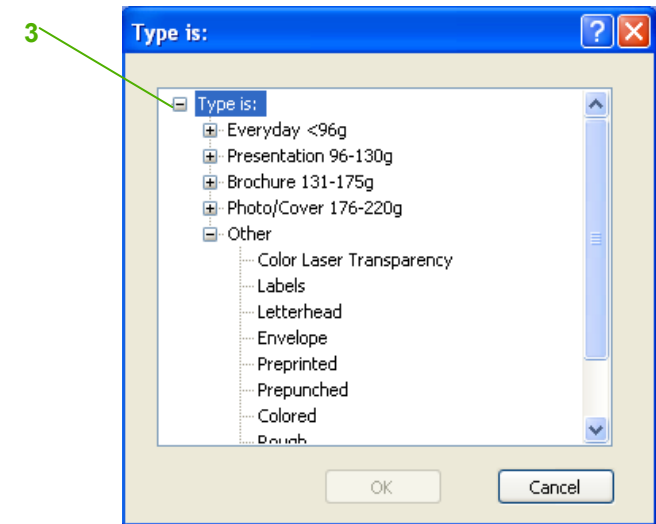 3
Type is:
Type is:
Everyday <96g
Presentation 96-130g
Brochure 131-175g
Photo/Cover 176-220g
Other
Color Laser Transparency
Labels
Letterhead
Envelope
Preprinted
Prepunched
Colored
Rough
OK
Cancel